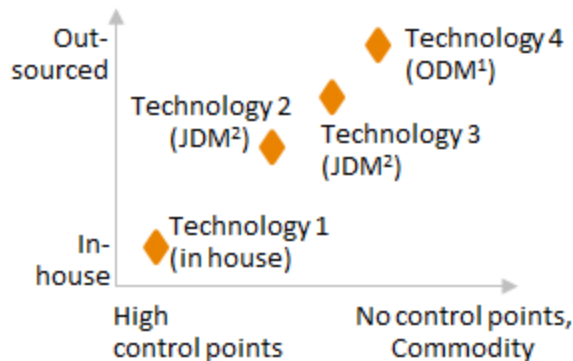 Out-
sourced
Technology 4
(ODM¹)
Technology 2
(JDM²)
Technology 3
(JDM²)
Technology 1
(in house)
In-
house
High
control points
No control points,
Commodity